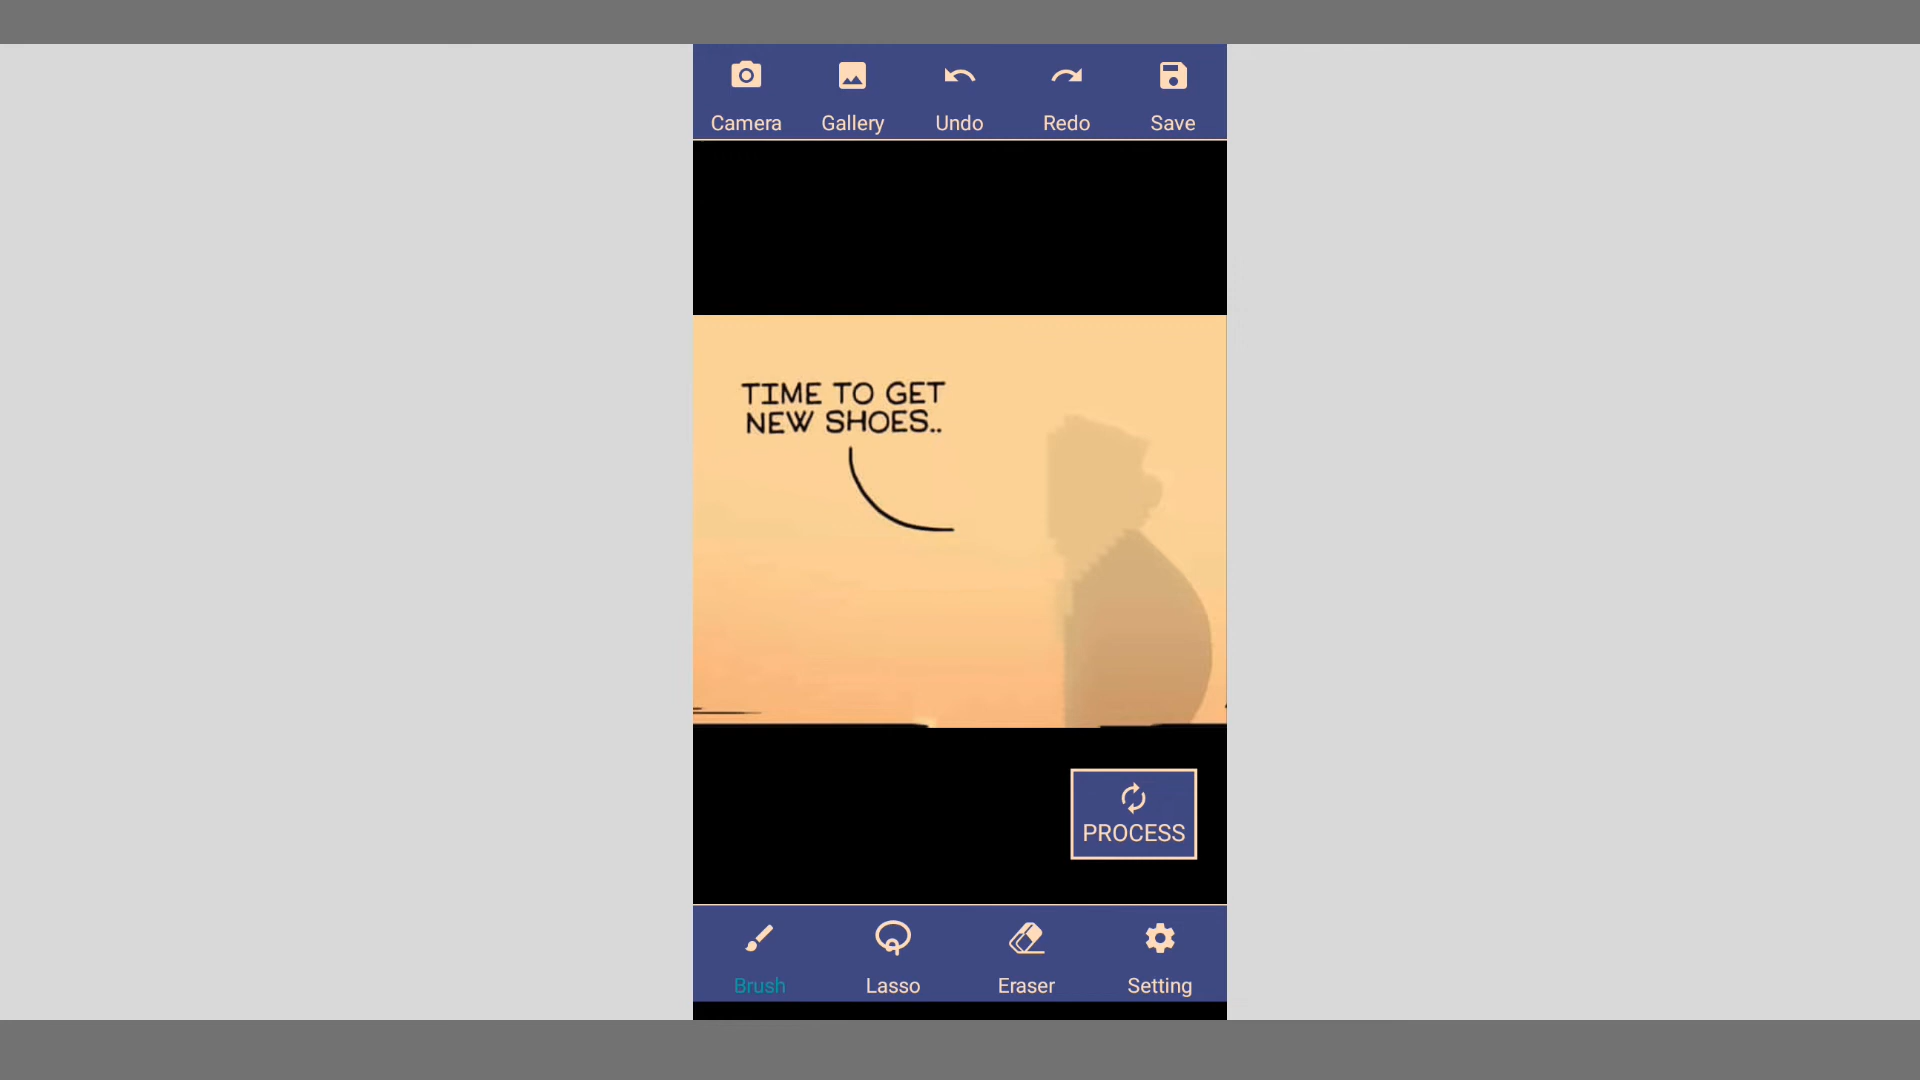 Camera Gallery Undo Redo Save
TIME TO GET
NEW SHOES..
PROCESS
Brush Lasso Eraser Setting